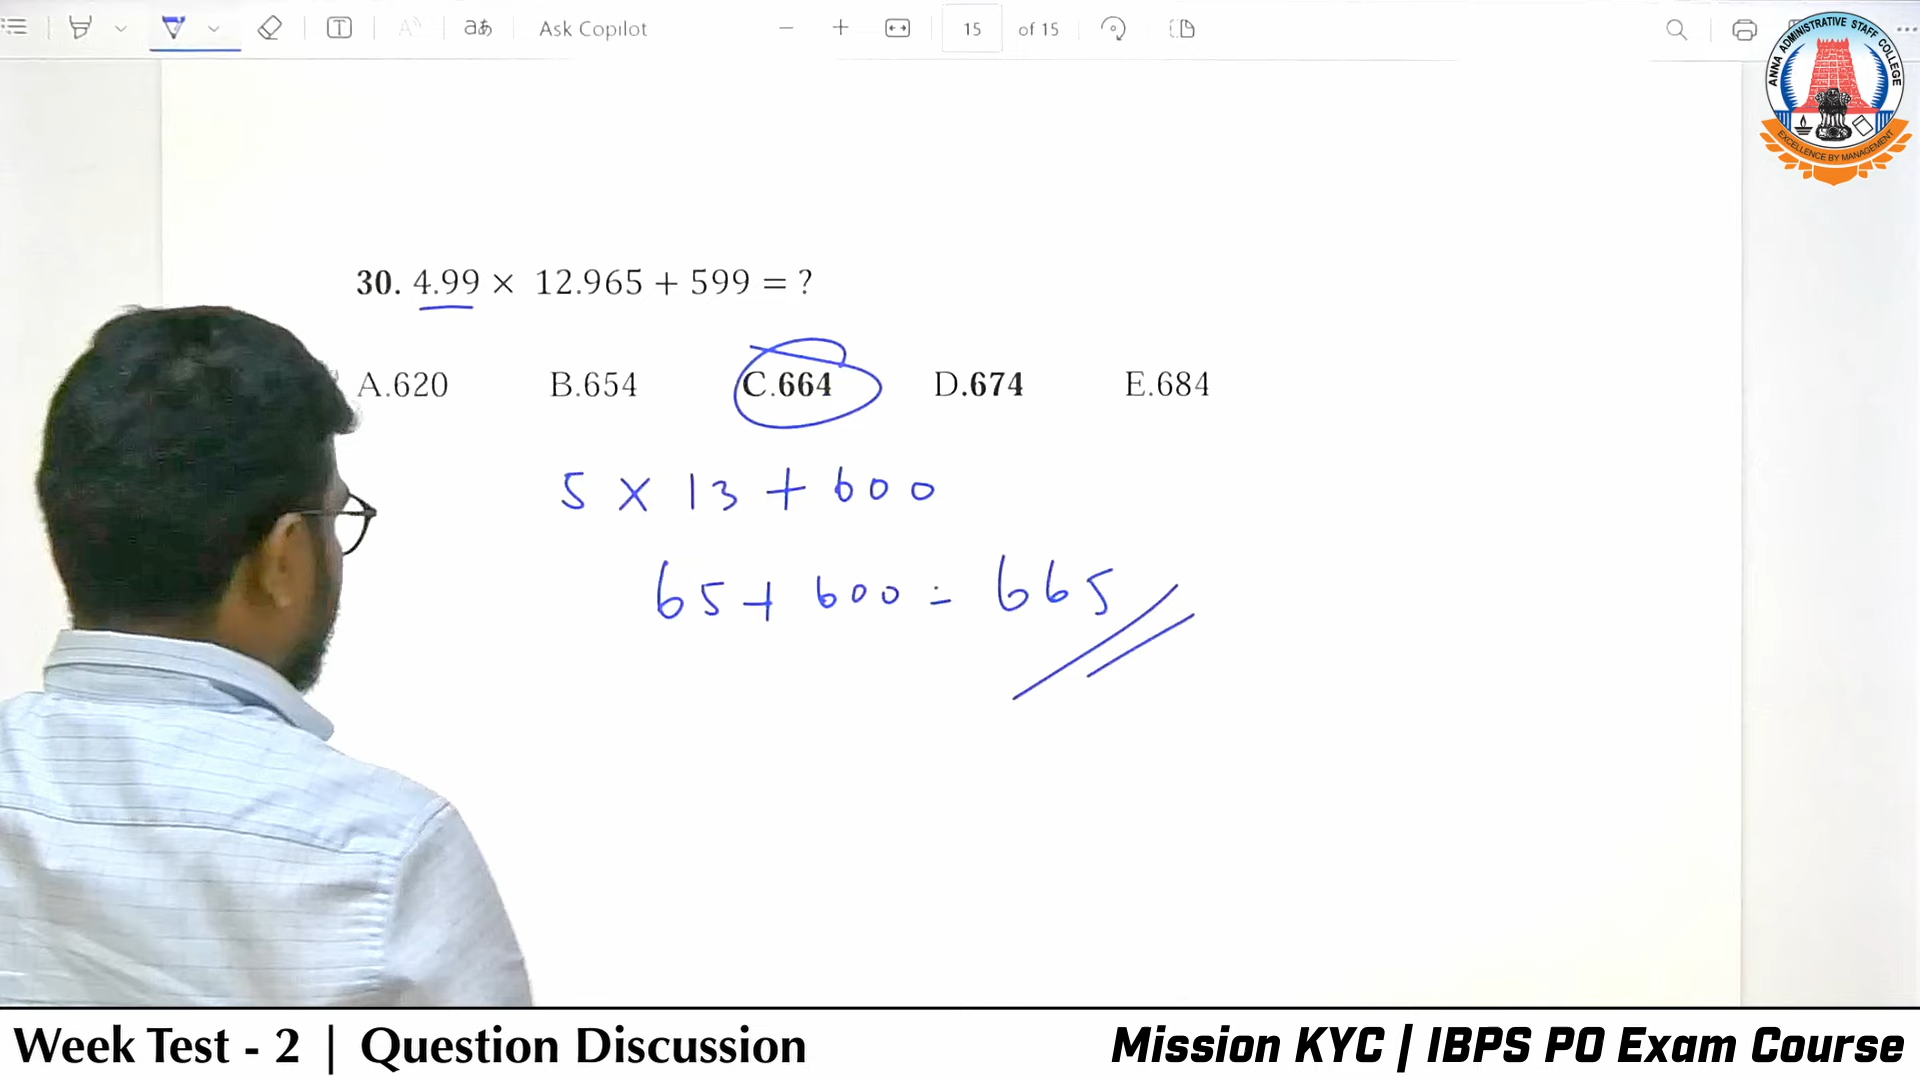 Ask Copilot
15 of 15
ANNA ADMINISTRATIVE STAFF COLLEGE
EXCELLENCE BY MANAGEMENT
30. 4.99 × 12.965 + 599 = ?
A.620 B.654 C.664 D.674 E.684
5 × 13 + 600
65 + 600 = 665
Week Test - 2 | Question Discussion
Mission KYC | IBPS PO Exam Course